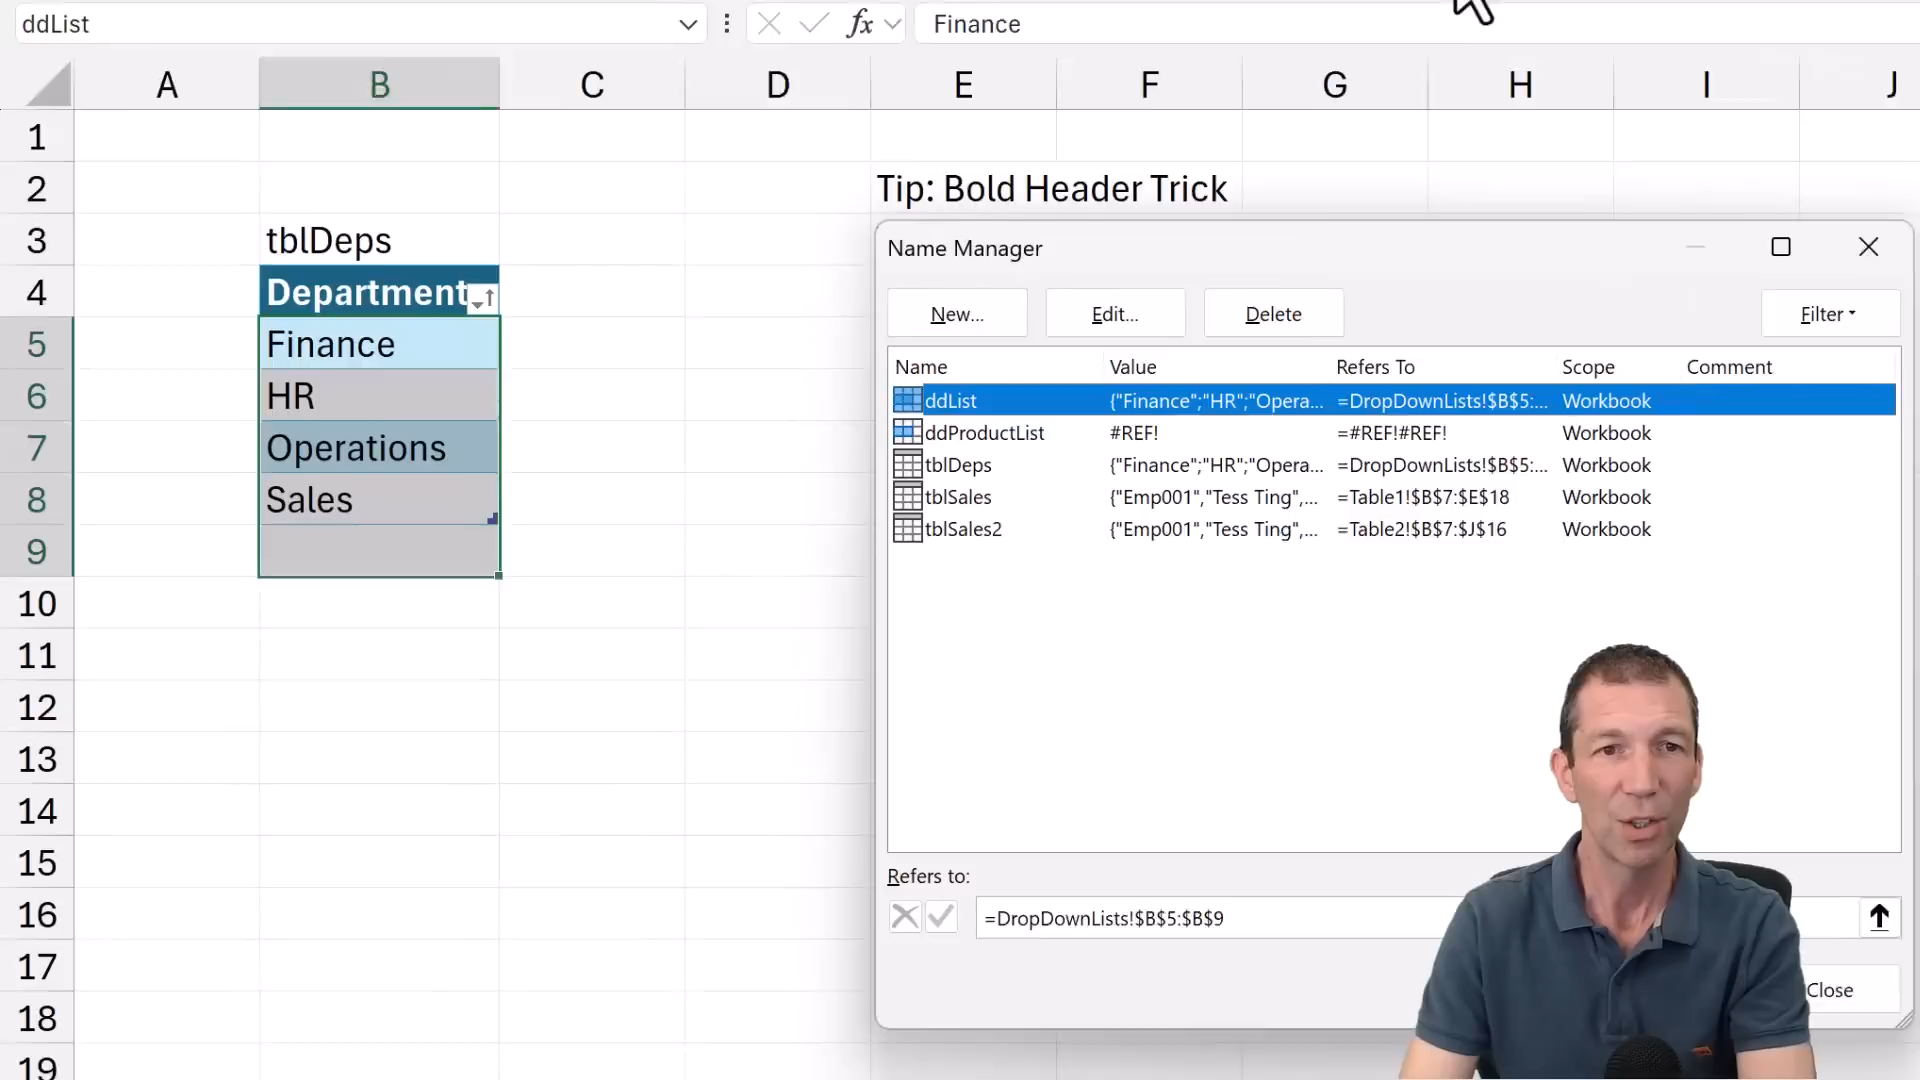 ddList
fx
Finance
A B C D E F G H I J
1
2 Tip: Bold Header Trick
3 tblDeps
4 Department
5 Finance
6 HR
7 Operations
8 Sales
9
10
11
12
13
14
15
16
17
18
19
Name Manager
New... Edit... Delete Filter
Name Value Refers To Scope Comment
ddList {"Finance";"HR";"Opera... =DropDownLists!$B$5:... Workbook
ddProductList #REF! =#REF!#REF! Workbook
tblDeps {"Finance";"HR";"Opera... =DropDownLists!$B$5:... Workbook
tblSales {"Emp001","Tess Ting",... =Table1!$B$7:$E$18 Workbook
tblSales2 {"Emp001","Tess Ting",... =Table2!$B$7:$J$16 Workbook
Refers to:
=DropDownLists!$B$5:$B$9
Close